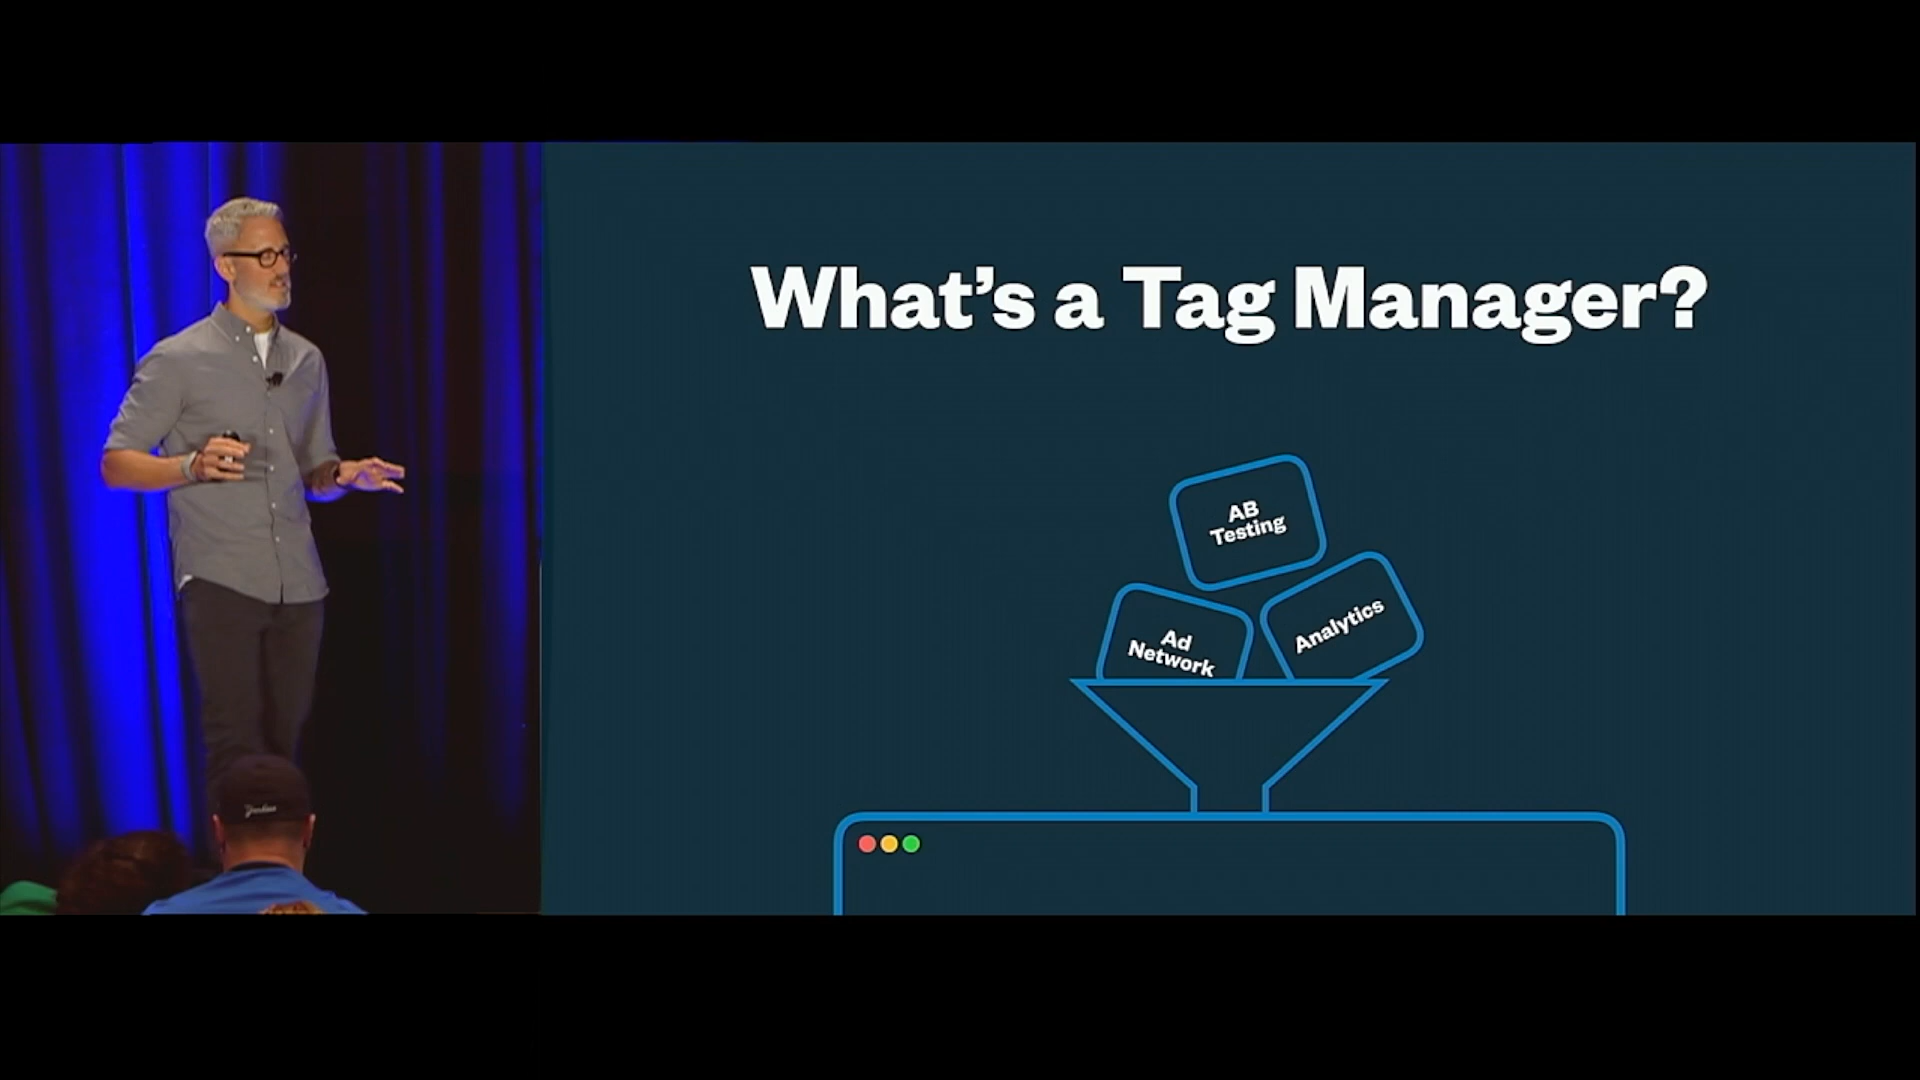 What's a Tag Manager?
AB
Testing
Ad
Network
Analytics